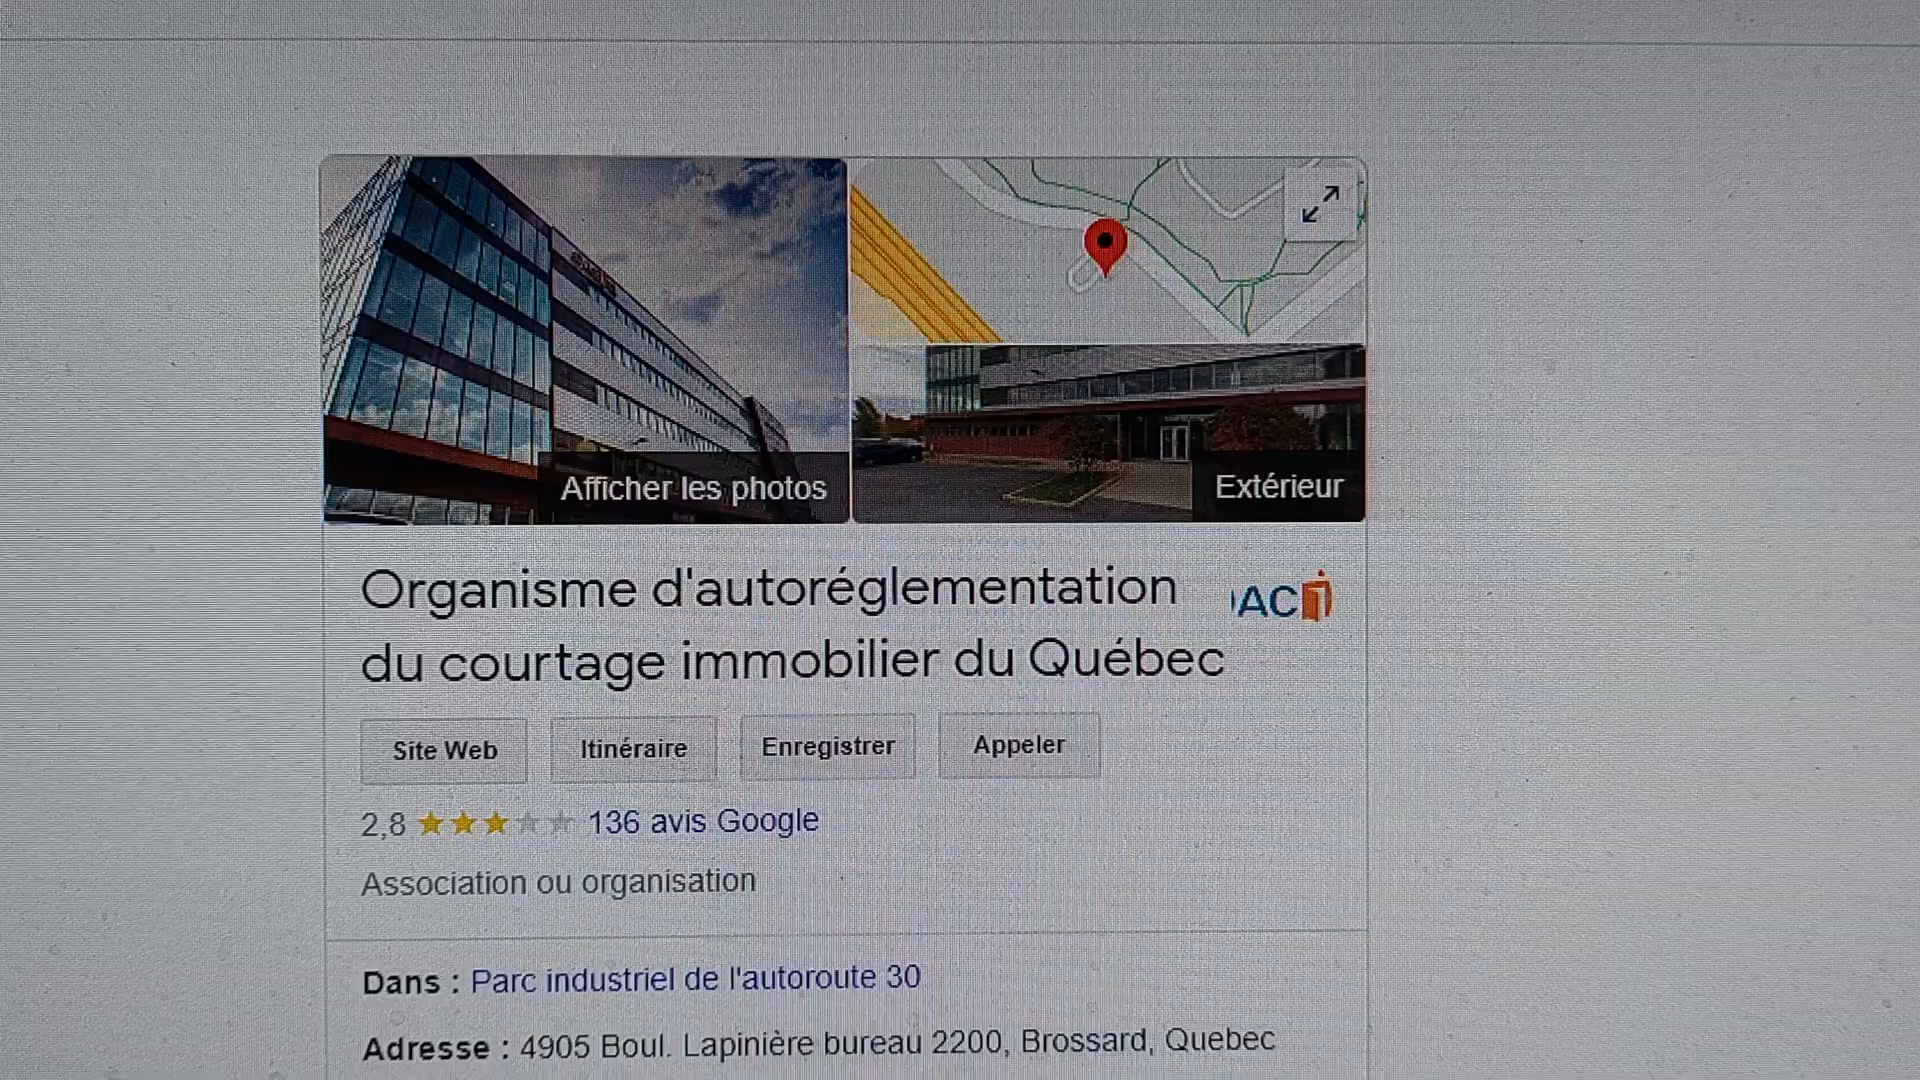 Afficher les photos
Extérieur
Organisme d'autoréglementation
du courtage immobilier du Québec
ACI
Site Web
Itinéraire
Enregistrer
Appeler
2,8
136 avis Google
Association ou organisation
Dans : Parc industriel de l'autoroute 30
Adresse : 4905 Boul. Lapinière bureau 2200, Brossard, Quebec